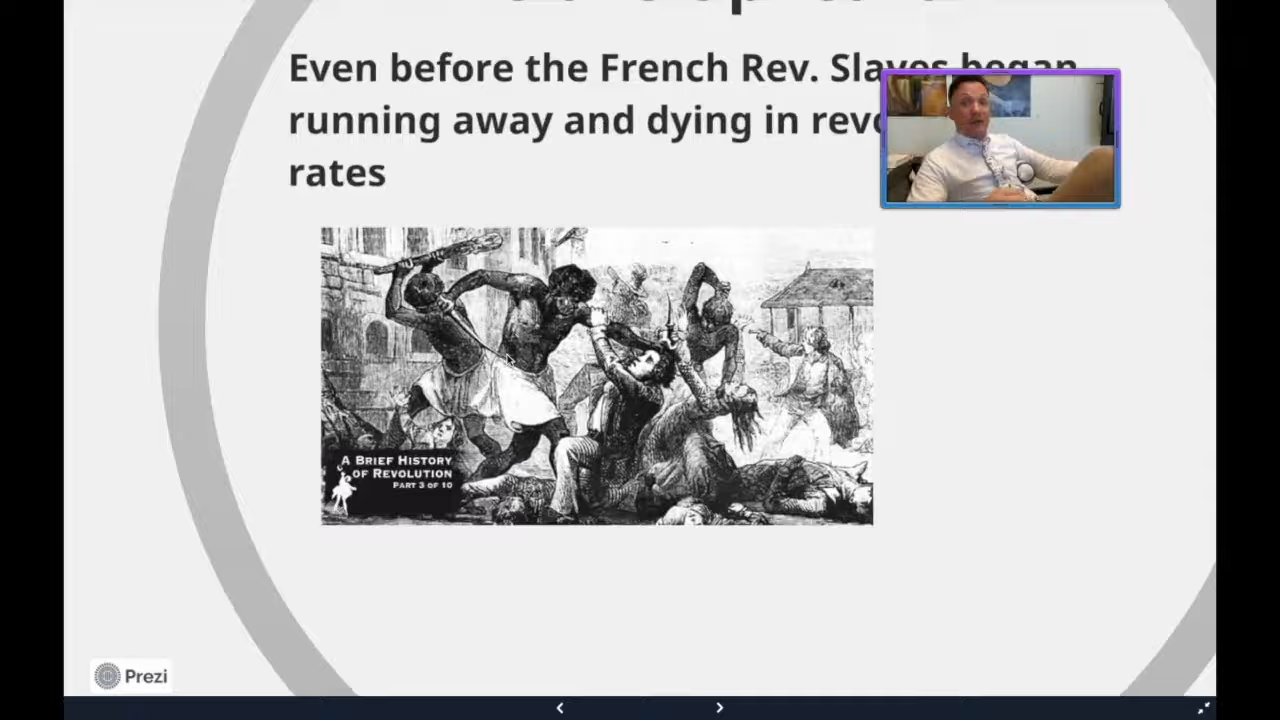 Even before the French Rev. Slaves began
running away and dying in revo
rates
A BRIEF HISTORY
OF REVOLUTION
PART 3 OF 10
Prezi